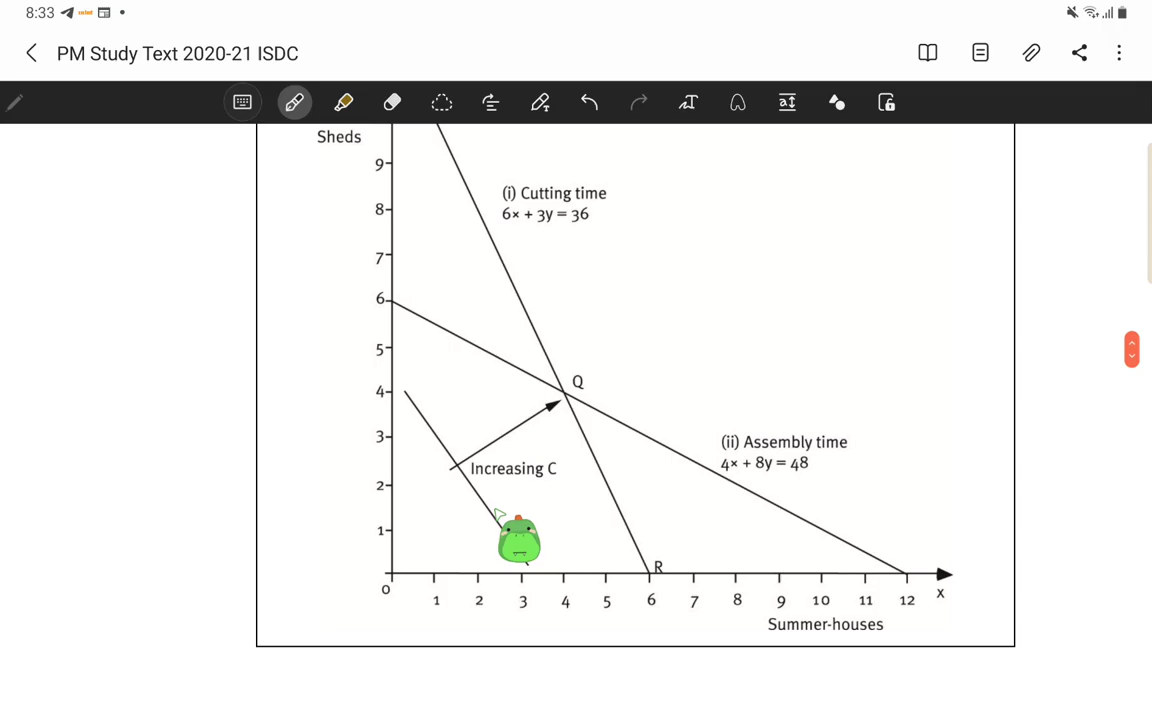 8:33 mint
PM Study Text 2020-21 ISDC
T T a
Sheds
9
(i) Cutting time
8
6x + 3y = 36
7
6
5
Q
4
3
(ii) Assembly time
4x + 8y = 48
Increasing C
2
1
R
0
1 2 3 4 5 6 7 8 9 10 11 12 x
Summer-houses